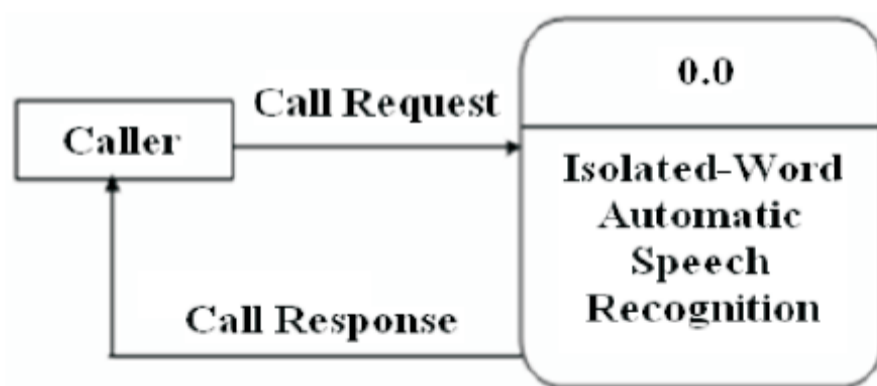 0.0
Call Request
Caller
Isolated-Word
Automatic
Speech
Recognition
Call Response